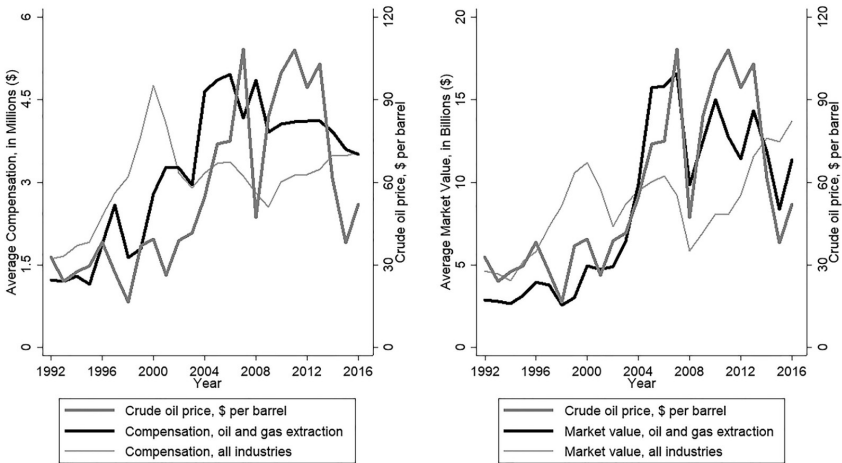 Average Compensation, in Millions ($)
6
4.5
3
1.5
0
120
90
60
30
0
Crude oil price, $ per barrel
1992
1996
2000
2004
2008
2012
2016
Year
Crude oil price, $ per barrel
Compensation, oil and gas extraction
Compensation, all industries
Average Market Value, in Billions ($)
20
15
10
5
0
120
90
60
30
0
Crude oil price, $ per barrel
1992
1996
2000
2004
2008
2012
2016
Year
Crude oil price, $ per barrel
Market value, oil and gas extraction
Market value, all industries